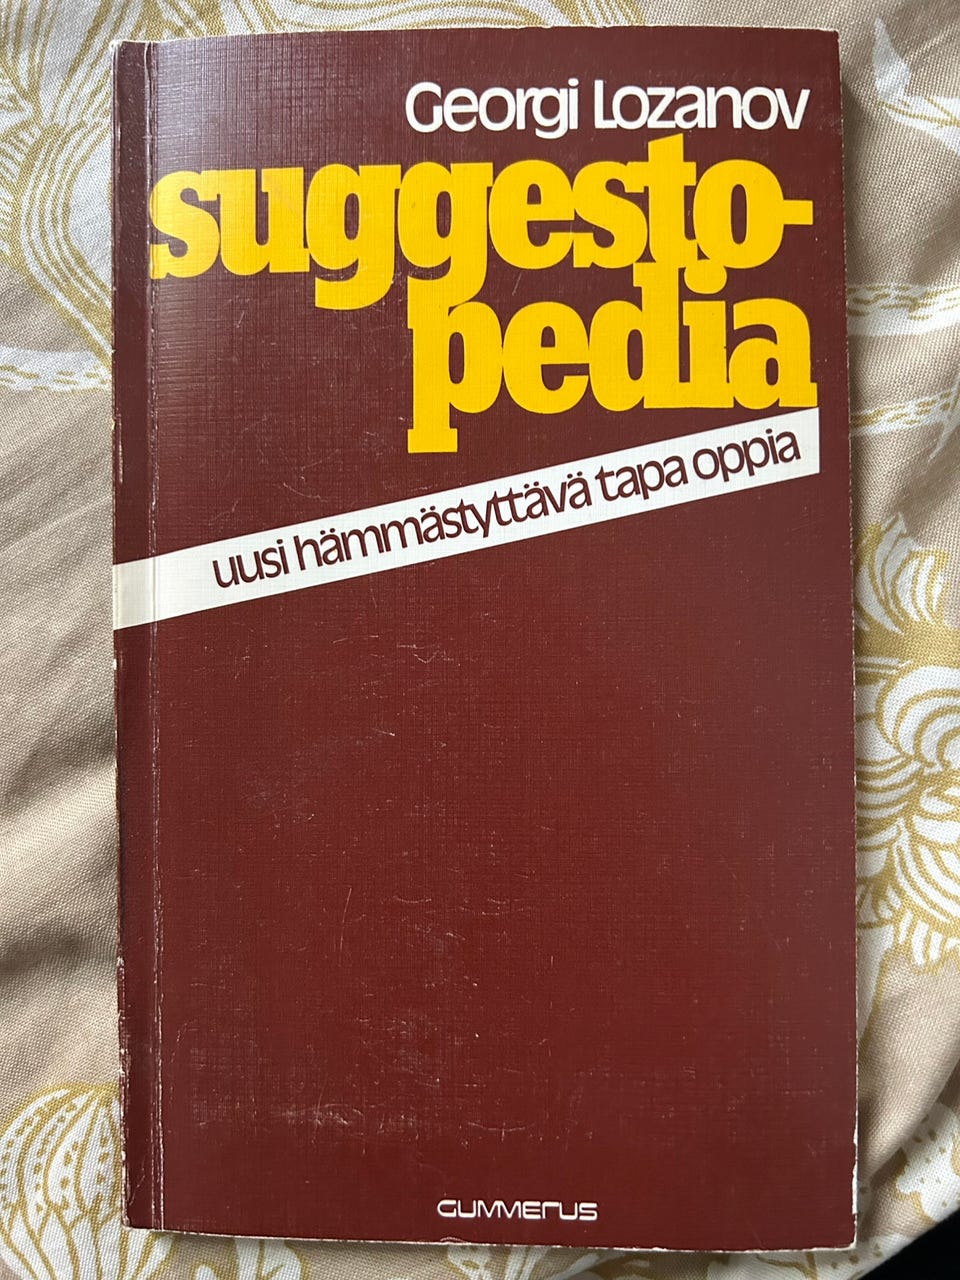 Georgi Lozanov
suggesto-
pedia
uusi hämmästyttävä tapa oppia
GUMMERUS